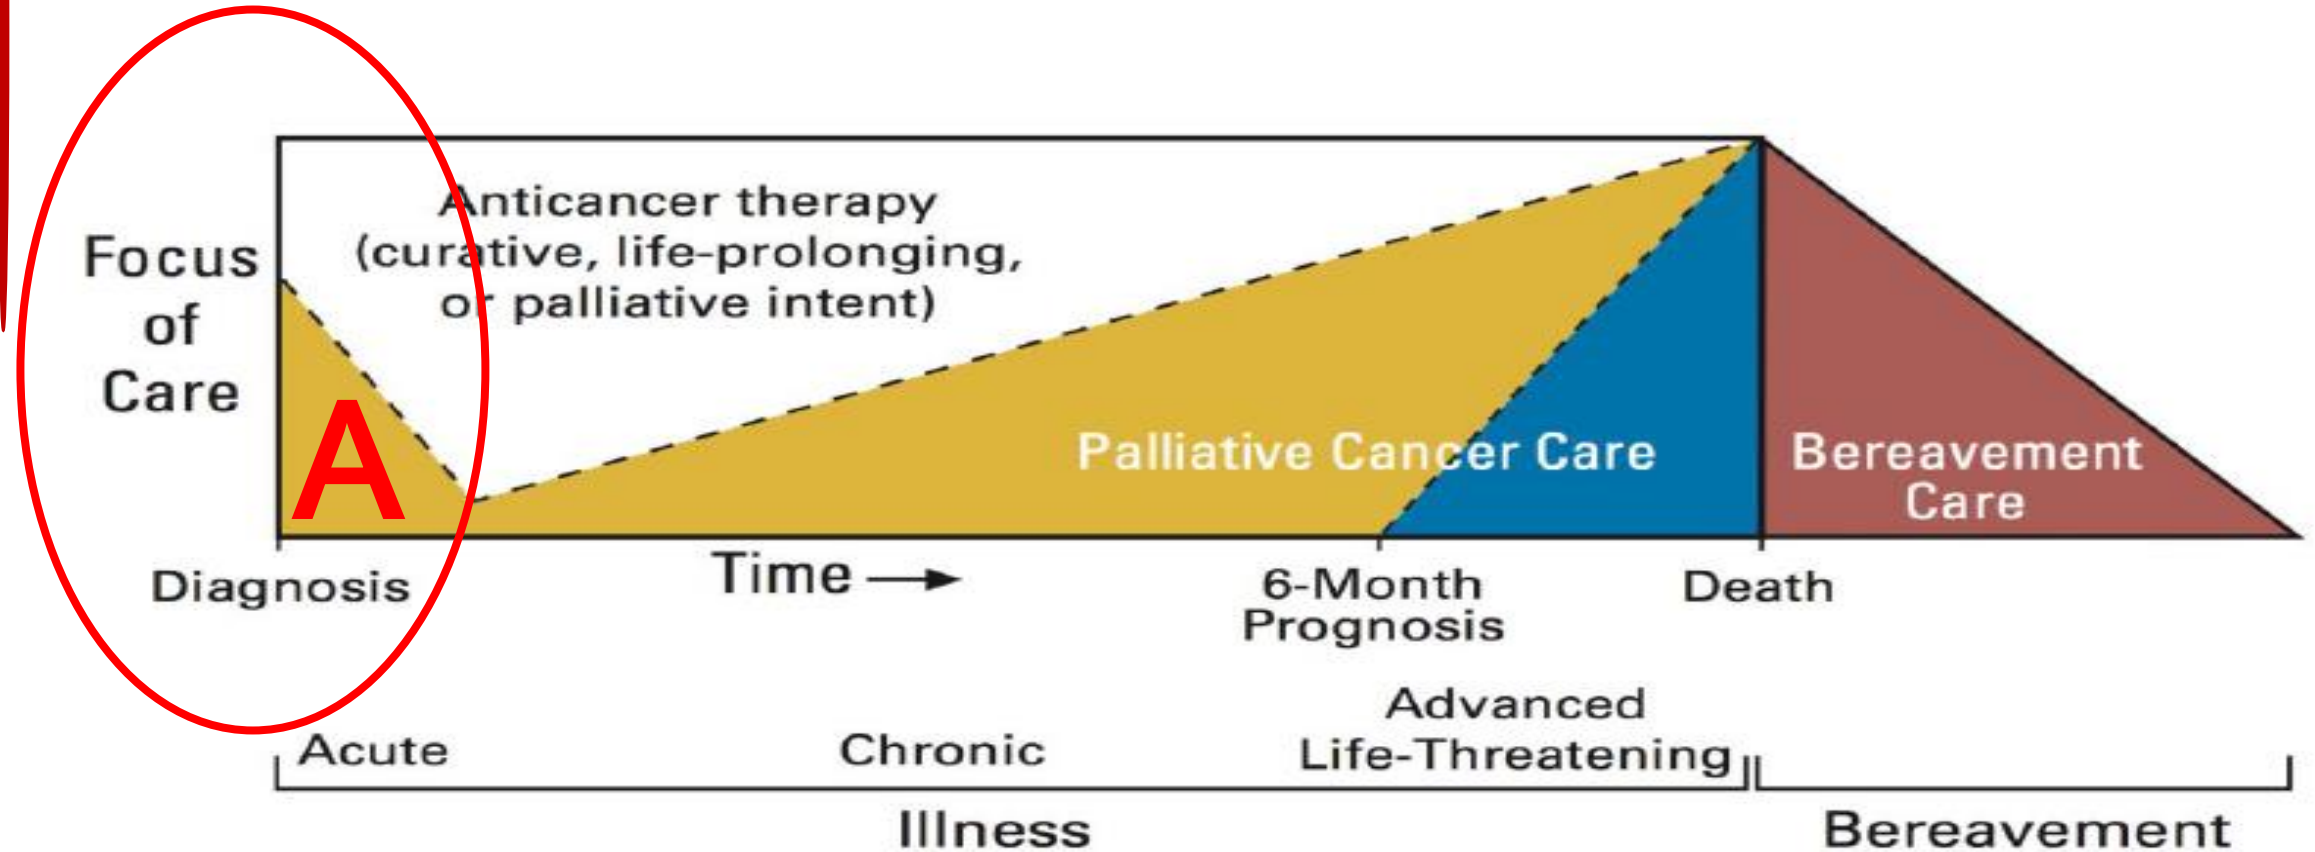 Anticancer therapy
(curative, life-prolonging,
or palliative intent)
Focus
of
Care
A
Palliative Cancer Care
Bereavement
Care
Diagnosis
Time
6-Month
Prognosis
Death
Acute
Chronic
Advanced
Life-Threatening
Illness
Bereavement